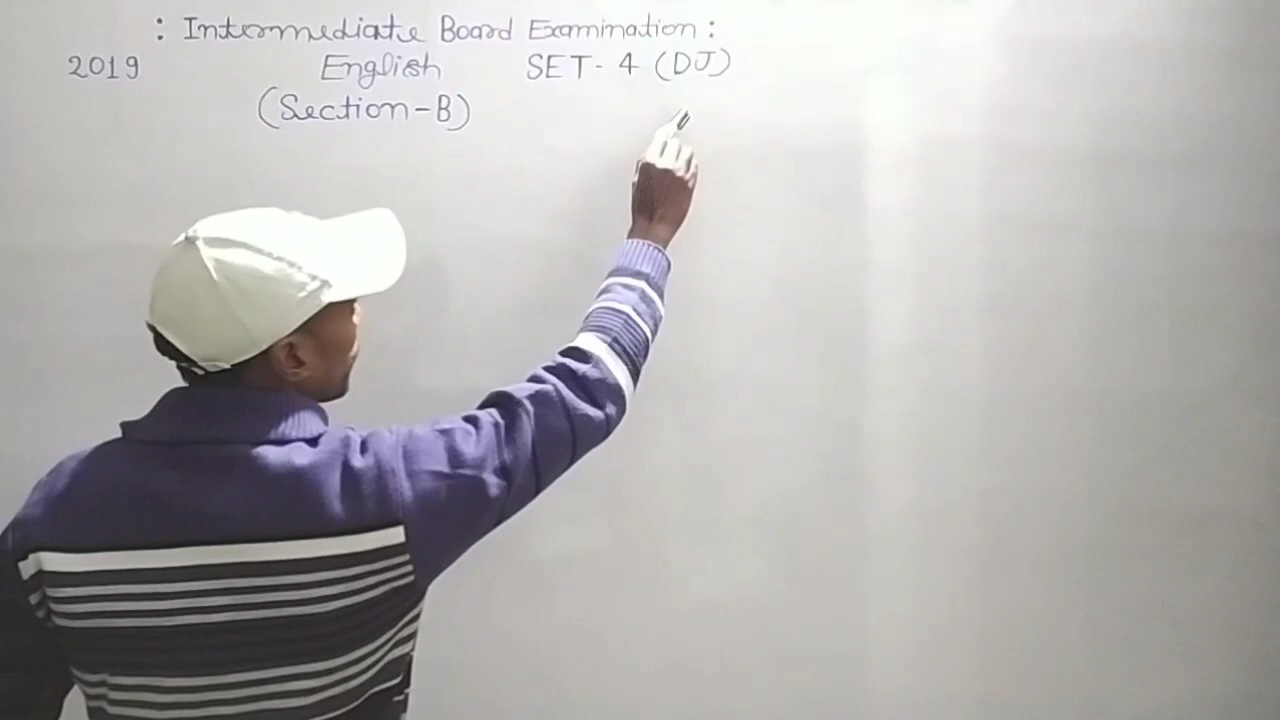 : Intermediate Board Examination :
2019 English SET- 4 (DJ)
(Section-B)